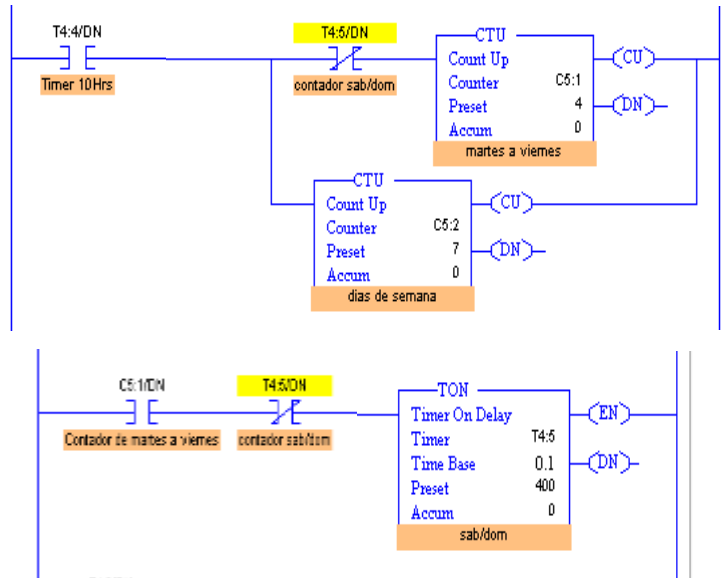 T4:4/DN
Timer 10Hrs
T4:5/DN
contador sab/dom
CTU
Count Up
Counter C5:1
Preset 4
Accum 0
(CU)
(DN)
martes a viernes
CTU
Count Up
Counter C5:2
Preset 7
Accum 0
(CU)
(DN)
dias de semana
C5:1/DN
Contador de martes a viernes
T4:5/DN
contador sab/dom
TON
Timer On Delay
Timer T4:5
Time Base 0.1
Preset 400
Accum 0
(EN)
(DN)
sab/dom